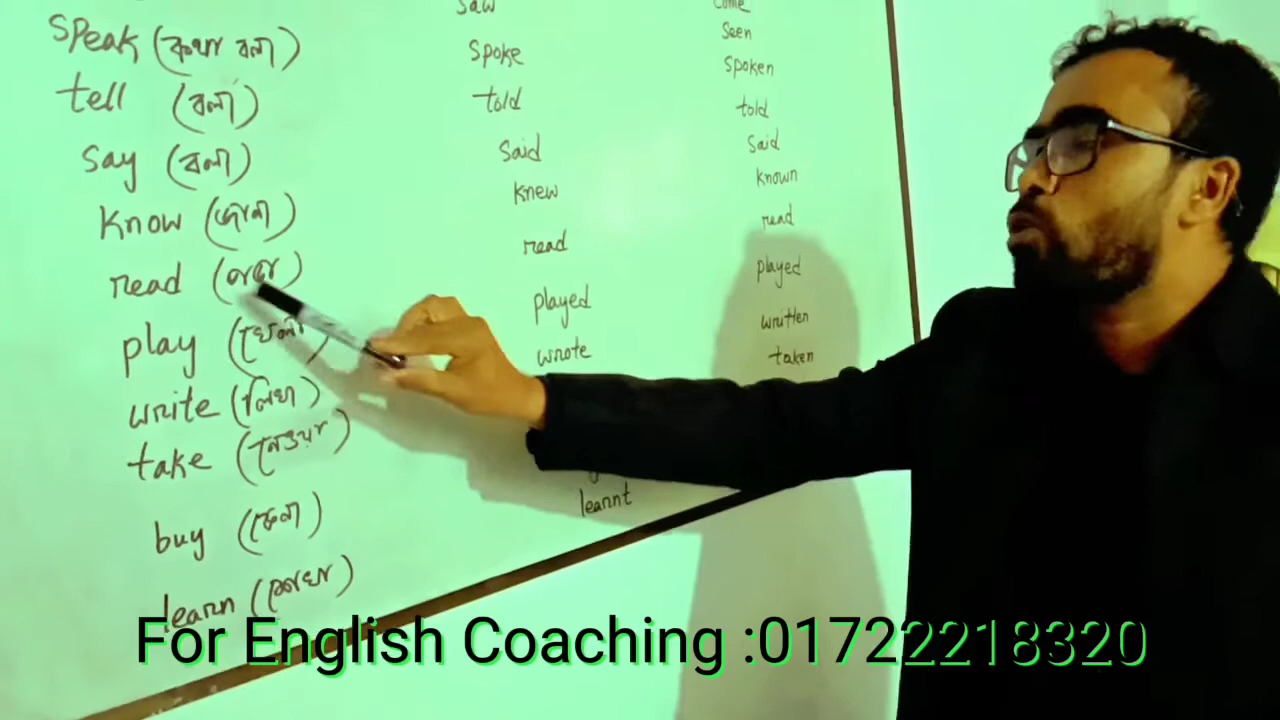 come
saw seen
speak (কথা বলা) spoke spoken
tell (বলা) told told
say (বলা) said said
know (জানা) knew known
read (পড়া) read read
play (খেলা) played played
write (লিখা) wrote written
take (নেওয়া) taken
buy (কেনা)
learn (শেখা) learnt
For English Coaching :01722218320